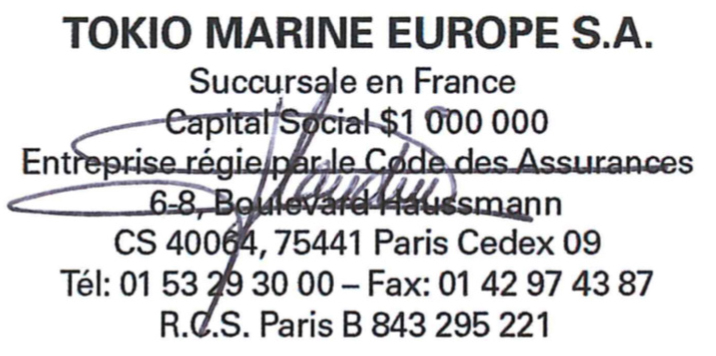 TOKIO MARINE EUROPE S.A.
Succursale en France
Capital Social $1 000 000
Entreprise régie par le Code des Assurances
6-8, Boulevard Haussmann
CS 40064, 75441 Paris Cedex 09
Tél: 01 53 29 30 00 – Fax: 01 42 97 43 87
R.C.S. Paris B 843 295 221